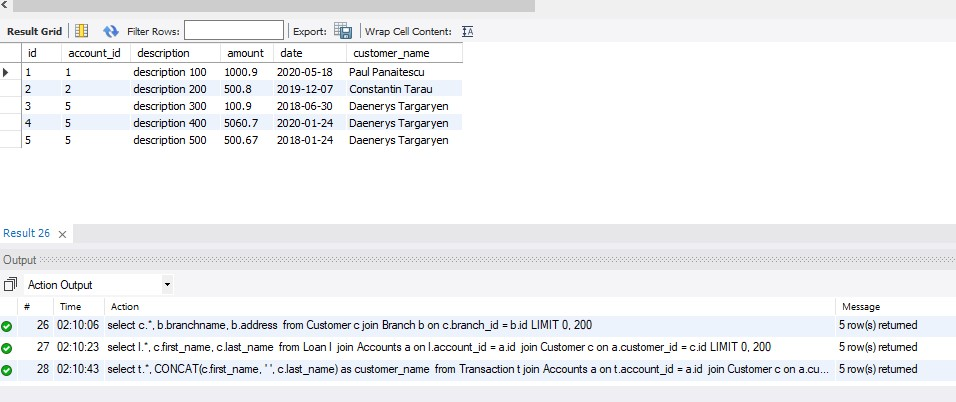 Result Grid Filter Rows: Export: Wrap Cell Content: IA
id account_id description amount date customer_name
1 1 description 100 1000.9 2020-05-18 Paul Panaitescu
2 2 description 200 500.8 2019-12-07 Constantin Tarau
3 5 description 300 100.9 2018-06-30 Daenerys Targaryen
4 5 description 400 5060.7 2020-01-24 Daenerys Targaryen
5 5 description 500 500.67 2018-01-24 Daenerys Targaryen
Result 26 ×
Output
Action Output
# Time Action Message
26 02:10:06 select c.*, b.branchname, b.address from Customer c join Branch b on c.branch_id = b.id LIMIT 0, 200 5 row(s) returned
27 02:10:23 select l.*, c.first_name, c.last_name from Loan l join Accounts a on l.account_id = a.id join Customer c on a.customer_id = c.id LIMIT 0, 200 5 row(s) returned
28 02:10:43 select t.*, CONCAT(c.first_name, ' ', c.last_name) as customer_name from Transaction t join Accounts a on t.account_id = a.id join Customer c on a.cu... 5 row(s) returned